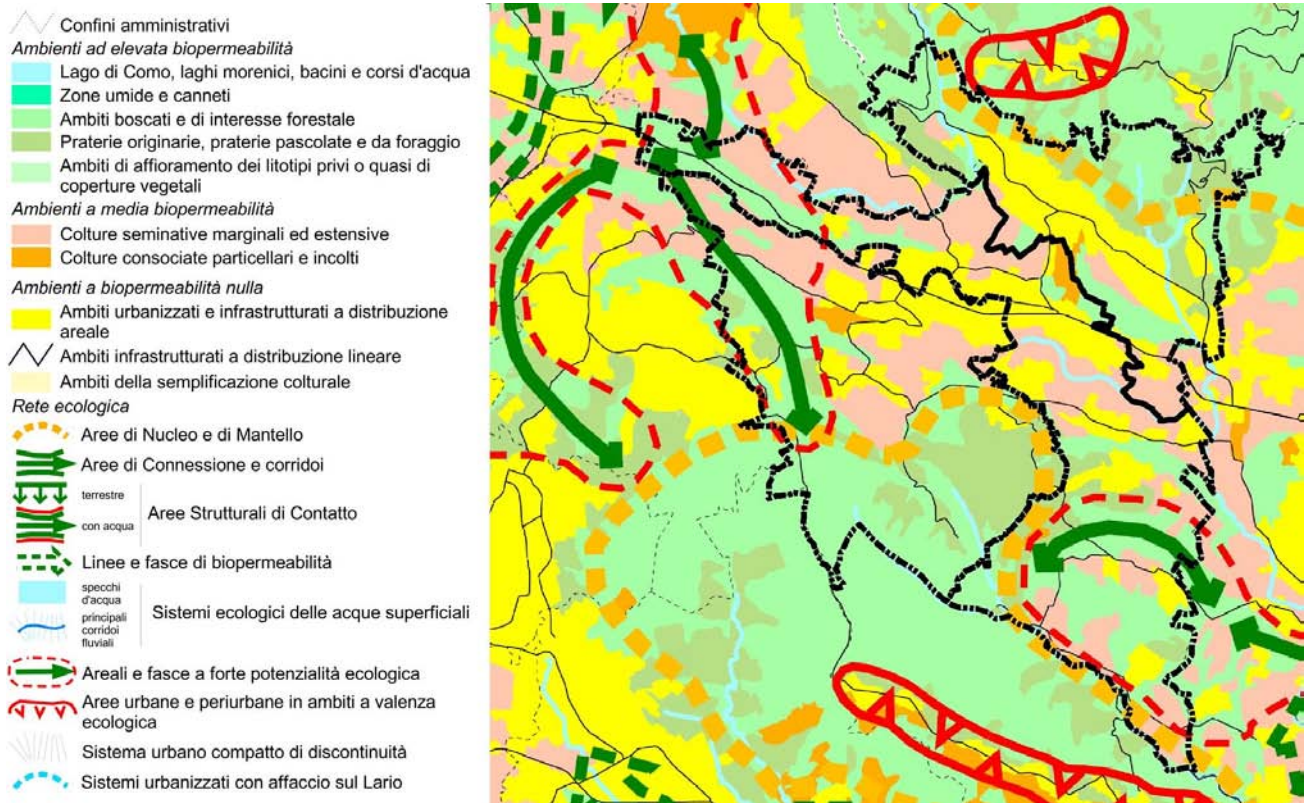 Confini amministrativi
Ambienti ad elevata biopermeabilità
Lago di Como, laghi morenici, bacini e corsi d'acqua
Zone umide e canneti
Ambiti boscati e di interesse forestale
Praterie originarie, praterie pascolate e da foraggio
Ambiti di affioramento dei litotipi privi o quasi di
coperture vegetali
Ambienti a media biopermeabilità
Colture seminative marginali ed estensive
Colture consociate particellari e incolti
Ambienti a biopermeabilità nulla
Ambiti urbanizzati e infrastrutturati a distribuzione
areale
Ambiti infrastrutturati a distribuzione lineare
Ambiti della semplificazione colturale
Rete ecologica
Aree di Nucleo e di Mantello
Aree di Connessione e corridoi
terrestre
Aree Strutturali di Contatto
con acqua
Linee e fasce di biopermeabilità
specchi
d'acqua
Sistemi ecologici delle acque superficiali
principali
corridoi
fluviali
Areali e fasce a forte potenzialità ecologica
Aree urbane e periurbane in ambiti a valenza
ecologica
Sistema urbano compatto di discontinuità
Sistemi urbanizzati con affaccio sul Lario